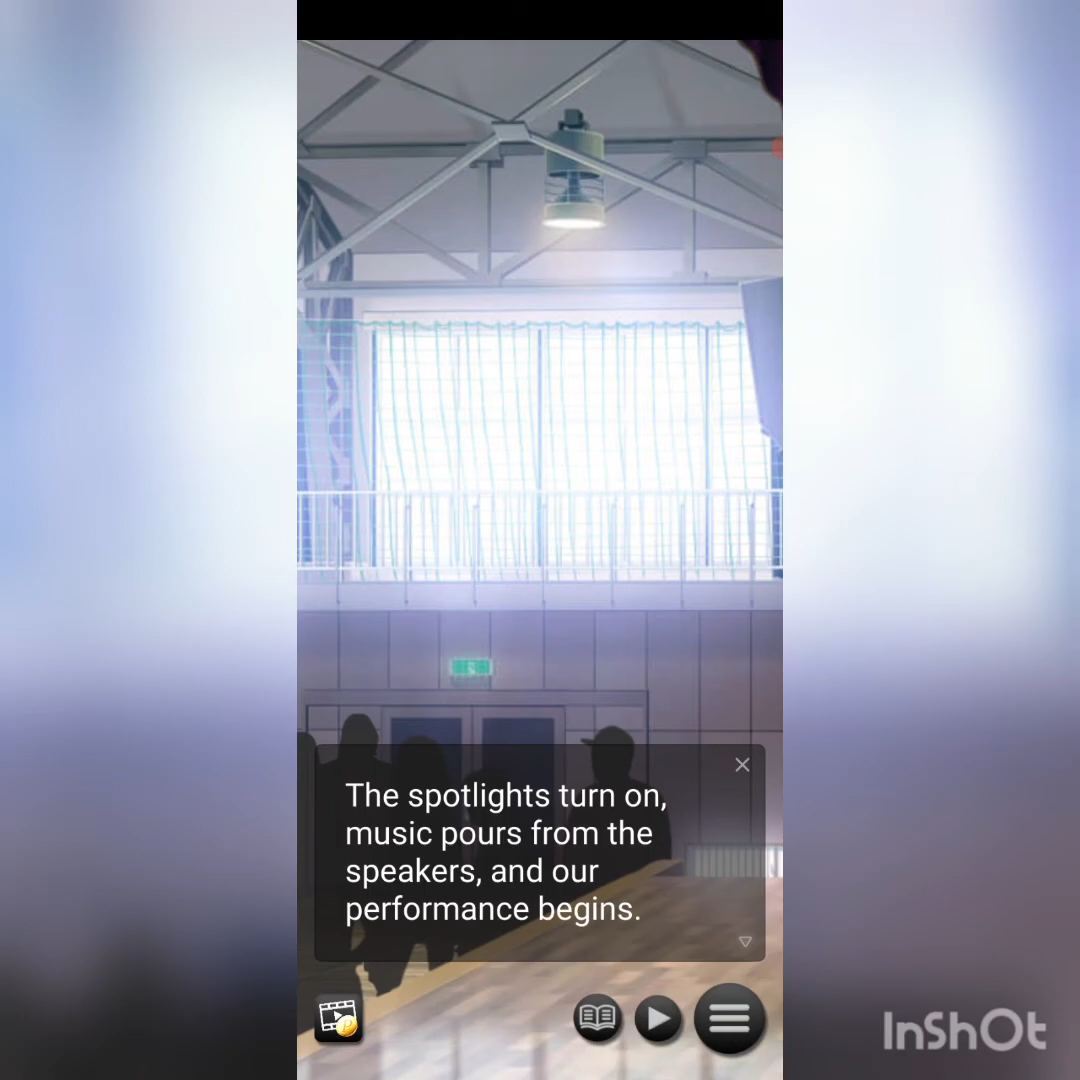 The spotlights turn on,
music pours from the
speakers, and our
performance begins.
InShOt